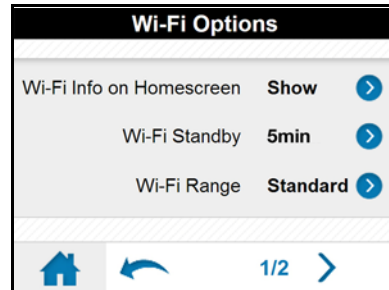 Wi-Fi Options
Wi-Fi Info on Homescreen Show
Wi-Fi Standby 5min
Wi-Fi Range Standard
1/2